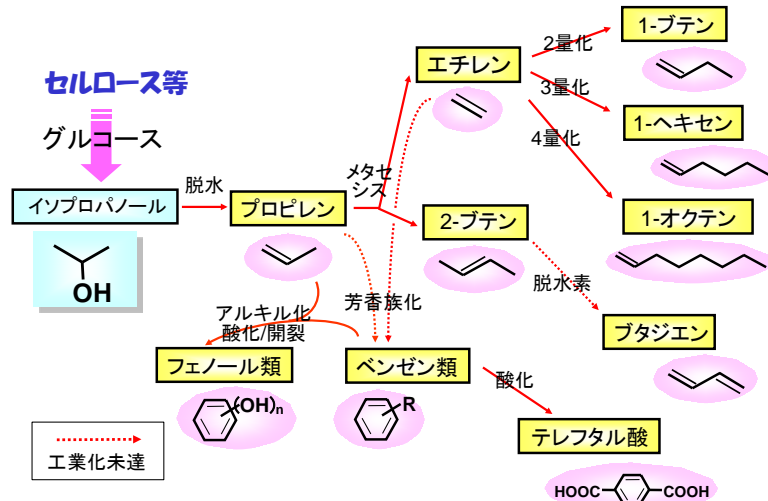 セルロース等
グルコース
イソプロパノール
OH
脱水
プロピレン
メタセ
シス
エチレン
2量化
3量化
4量化
1-ブテン
1-ヘキセン
1-オクテン
2-ブテン
脱水素
ブタジエン
芳香族化
アルキル化
酸化/開裂
フェノール類
(OH)n
ベンゼン類
R
酸化
テレフタル酸
HOOC
COOH
工業化未達